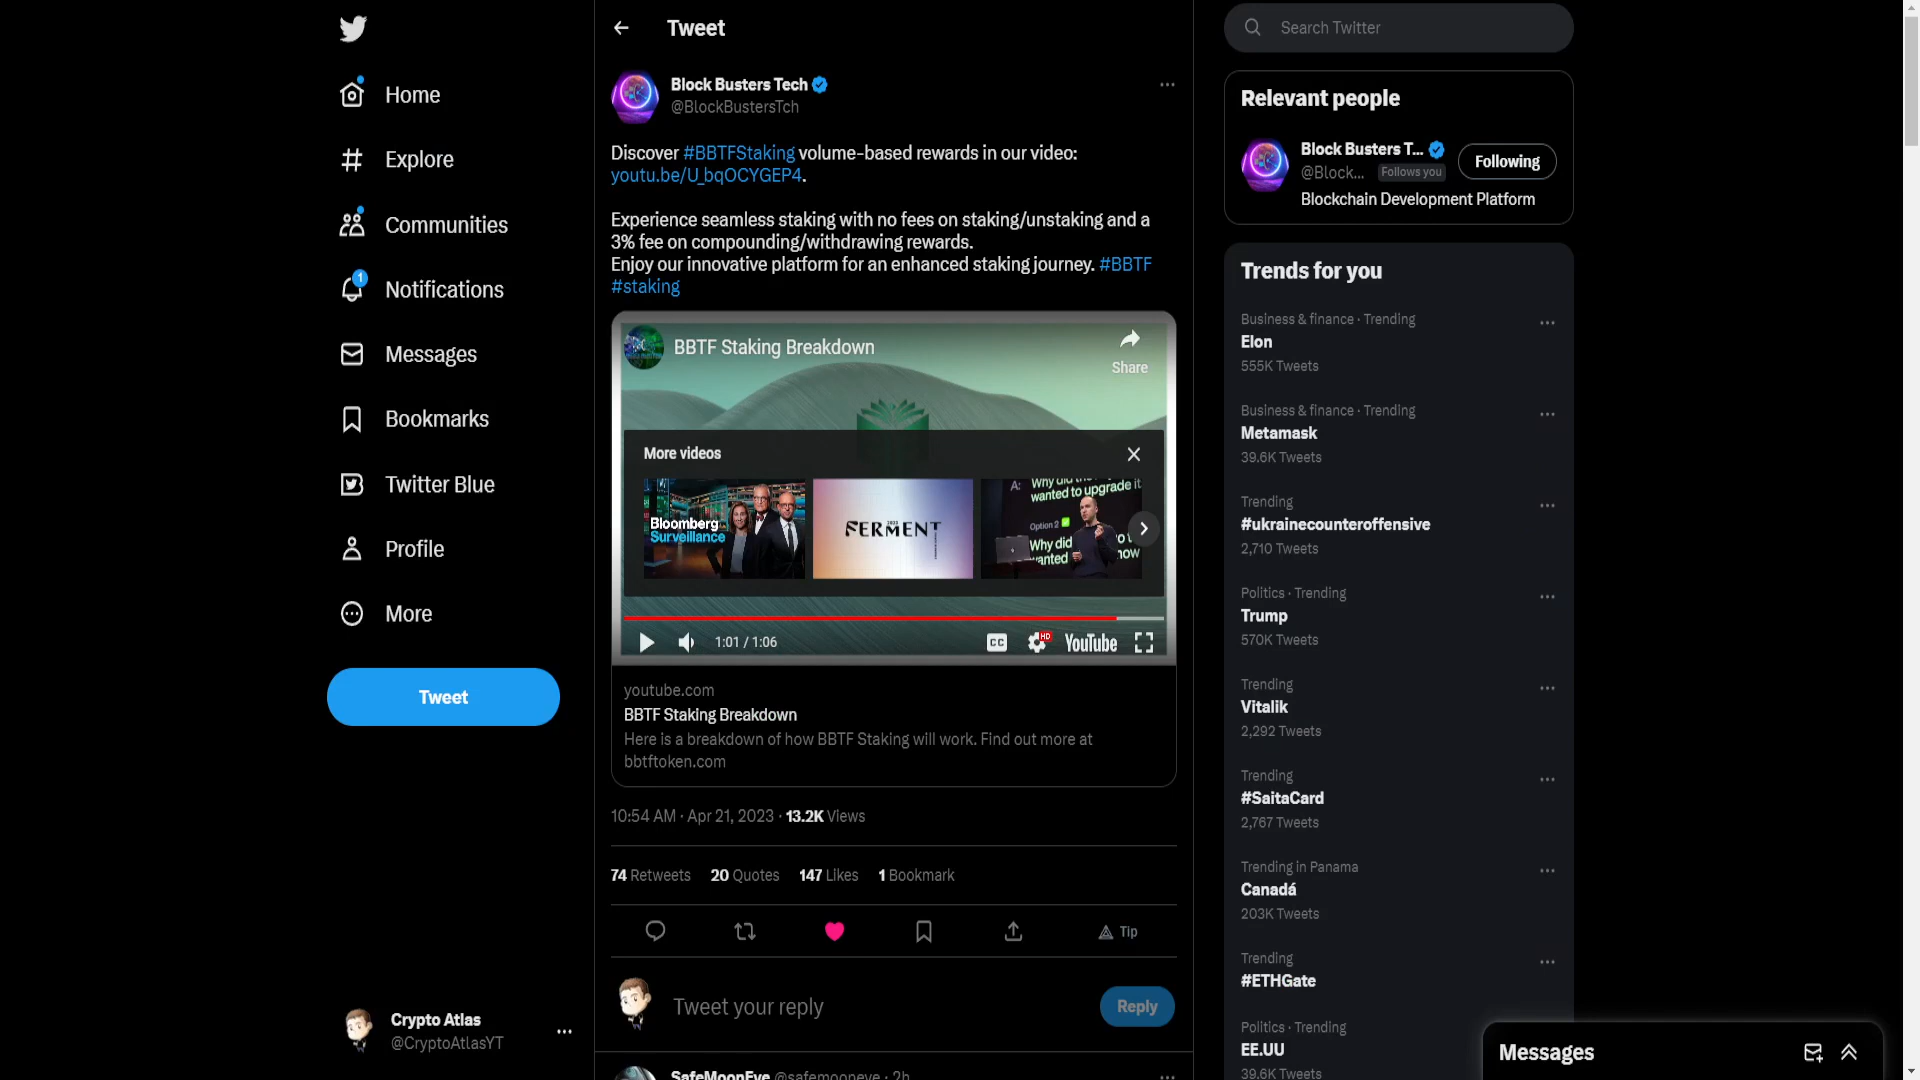 Home
Explore
Communities
1
Notifications
Messages
Bookmarks
Twitter Blue
Profile
More
Tweet
Crypto Atlas
@CryptoAtlasYT
Tweet
Block Busters Tech
@BlockBustersTch
Discover #BBTFStaking volume-based rewards in our video:
youtu.be/U_bqOCYGEP4.
Experience seamless staking with no fees on staking/unstaking and a
3% fee on compounding/withdrawing rewards.
Enjoy our innovative platform for an enhanced staking journey. #BBTF
#staking
BBTF Staking Breakdown
Share
More videos
Bloomberg
Surveillance
FERMENT
A:
wanted to upgrade it
Option 2
Why did
wanted
now
1:01 / 1:06
CC
HD
YouTube
youtube.com
BBTF Staking Breakdown
Here is a breakdown of how BBTF Staking will work. Find out more at
bbtftoken.com
10:54 AM · Apr 21, 2023 · 13.2K Views
74 Retweets 20 Quotes 147 Likes 1 Bookmark
Tip
Tweet your reply
Reply
SafeMoonEve @safemooneve · 2h
Search Twitter
Relevant people
Block Busters T...
@Block... Follows you
Following
Blockchain Development Platform
Trends for you
Business & finance · Trending
Elon
555K Tweets
Business & finance · Trending
Metamask
39.6K Tweets
Trending
#ukrainecounteroffensive
2,710 Tweets
Politics · Trending
Trump
570K Tweets
Trending
Vitalik
2,292 Tweets
Trending
#SaitaCard
2,767 Tweets
Trending in Panama
Canadá
203K Tweets
Trending
#ETHGate
Politics · Trending
EE.UU
39.6K Tweets
Messages